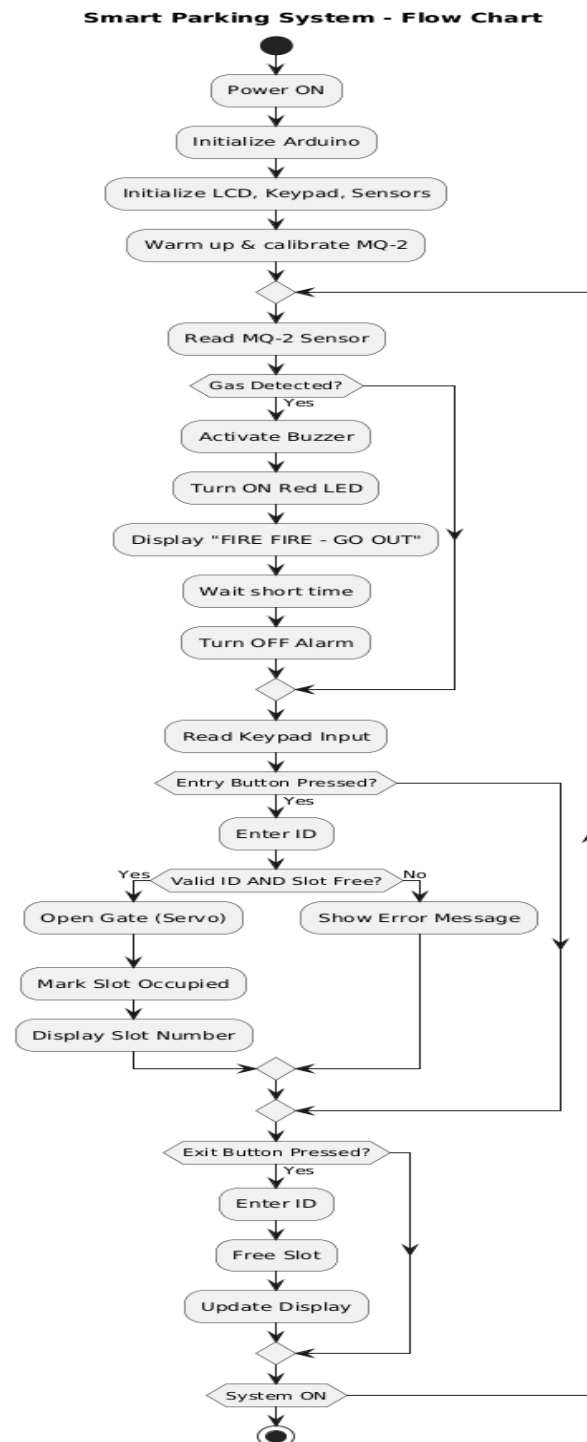 Smart Parking System - Flow Chart
Power ON
Initialize Arduino
Initialize LCD, Keypad, Sensors
Warm up & calibrate MQ-2
Read MQ-2 Sensor
Gas Detected?
Yes
Activate Buzzer
Turn ON Red LED
Display "FIRE FIRE - GO OUT"
Wait short time
Turn OFF Alarm
Read Keypad Input
Entry Button Pressed?
Yes
Enter ID
Yes
Valid ID AND Slot Free?
No
Open Gate (Servo)
Show Error Message
Mark Slot Occupied
Display Slot Number
Exit Button Pressed?
Yes
Enter ID
Free Slot
Update Display
System ON